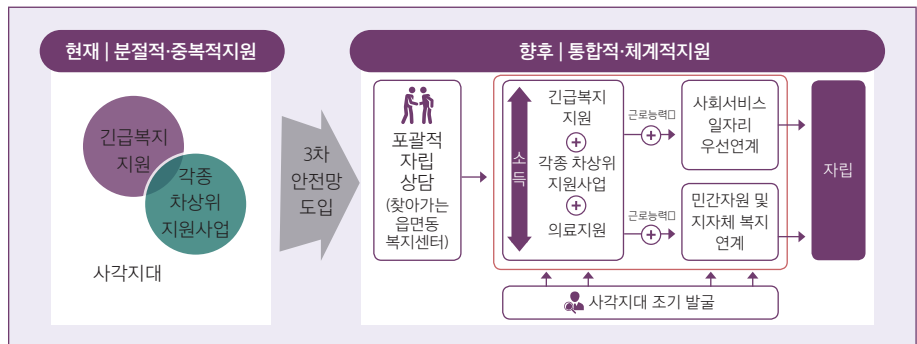 현재 | 분절적·중복적지원
긴급복지
지원
각종
차상위
지원사업
사각지대
3차
안전망
도입
향후 | 통합적·체계적지원
포괄적
자립
상담
(찾아가는
읍면동
복지센터)
소득
긴급복지
지원
+
각종 차상위
지원사업
+
의료지원
근로능력□
+
사회서비스
일자리
우선연계
근로능력□
+
민간자원 및
지자체 복지
연계
자립
사각지대 조기 발굴